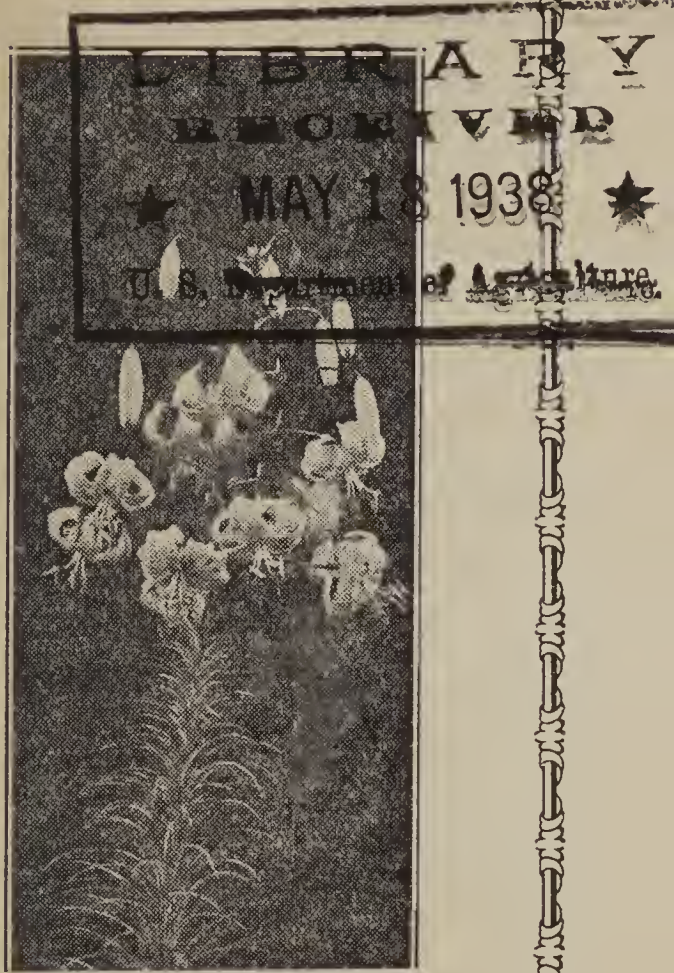 LIBRARY
RECEIVED
★ MAY 18 1938 ★
U. S. Department of Agriculture.